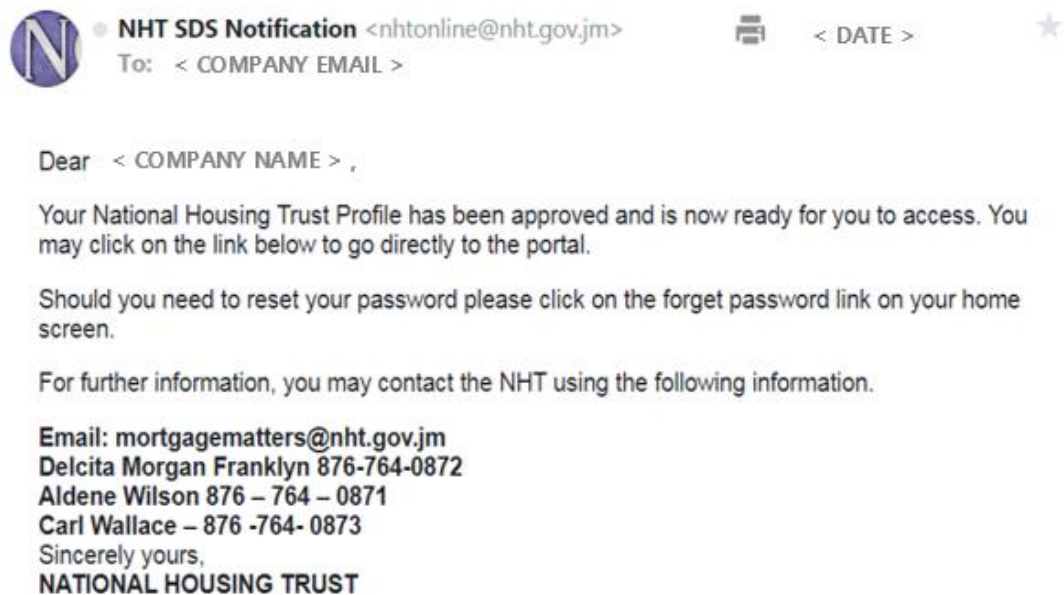 N
NHT SDS Notification <nhtonline@nht.gov.jm>
< DATE >
To: < COMPANY EMAIL >
Dear < COMPANY NAME > ,
Your National Housing Trust Profile has been approved and is now ready for you to access. You
may click on the link below to go directly to the portal.
Should you need to reset your password please click on the forget password link on your home
screen.
For further information, you may contact the NHT using the following information.
Email: mortgagematters@nht.gov.jm
Delcita Morgan Franklyn 876-764-0872
Aldene Wilson 876 – 764 – 0871
Carl Wallace – 876 -764- 0873
Sincerely yours,
NATIONAL HOUSING TRUST